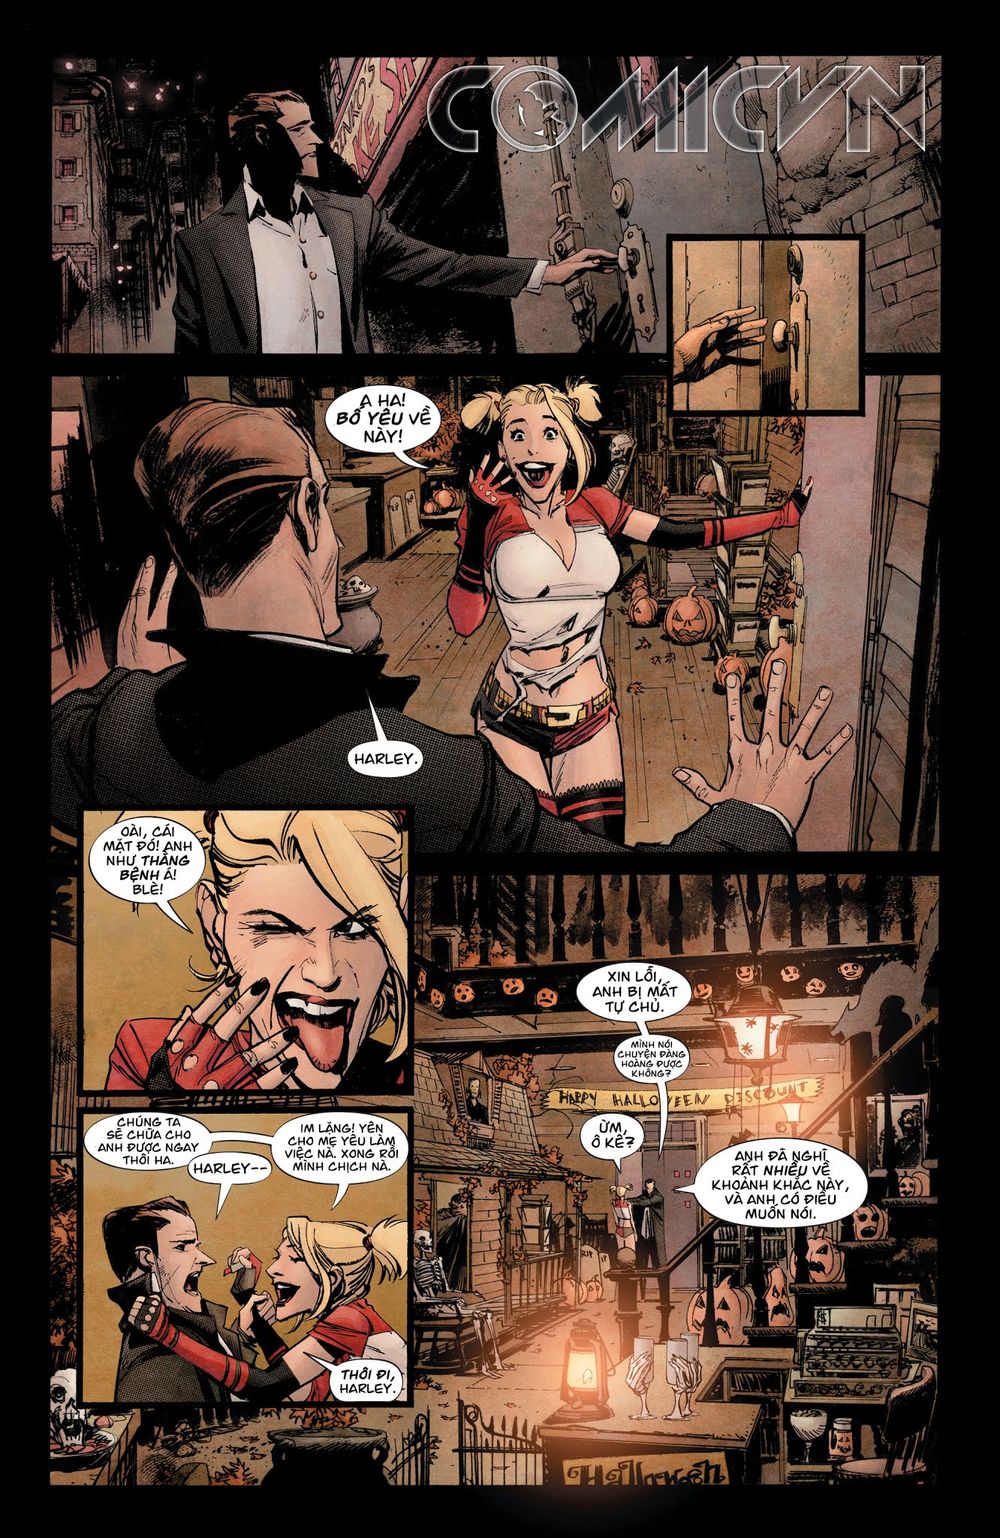 COMICVN
A HA!
BỒ YÊU VỀ
NÀY!
HARLEY.
OÀI, CÁI
MẶT ĐÓ! ANH
NHƯ THẰNG
BỆNH Á!
BLÈ!
CHÚNG TA
SẼ CHỮA CHO
ANH ĐƯỢC NGAY
THÔI HA.
HARLEY--
IM LẶNG! YÊN
CHO MẸ YÊU LÀM
VIỆC NÀ. XONG RỒI
MÌNH CHỊCH NÀ.
THÔI ĐI,
HARLEY.
XIN LỖI,
ANH BỊ MẤT
TỰ CHỦ.
MÌNH NÓI
CHUYỆN ĐÀNG
HOÀNG ĐƯỢC
KHÔNG?
HAPPY HALLOWEEN DISCOUNT
ỪM,
Ô KÊ?
ANH ĐÃ NGHĨ
RẤT NHIỀU VỀ
KHOẢNH KHẮC NÀY,
VÀ ANH CÓ ĐIỀU
MUỐN NÓI.
RIP
Halloween